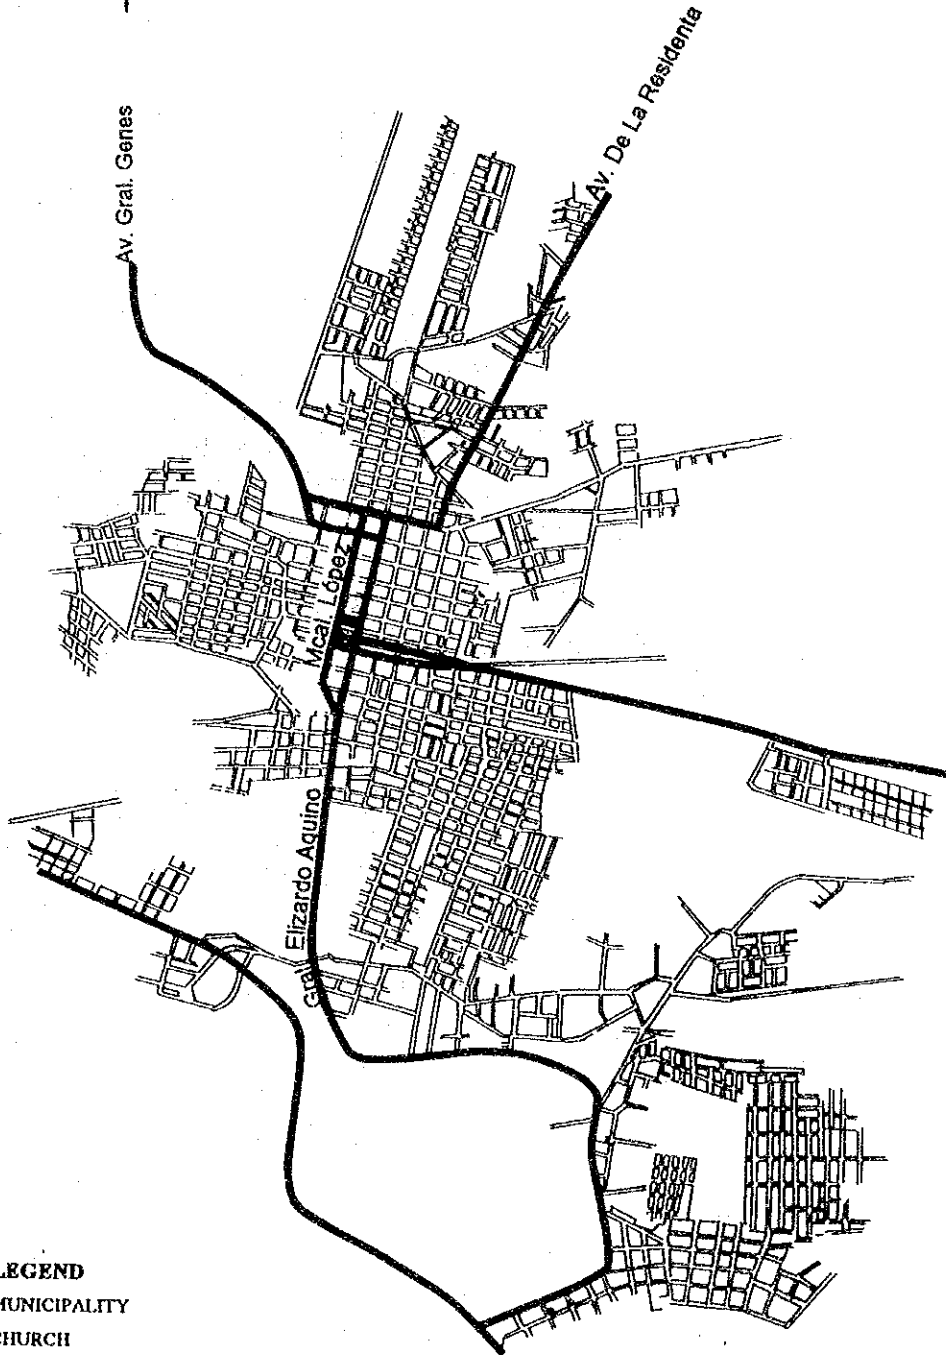 Av. Gral. Genes
Av. De La Residenta
Mcal. López
Gral. Elizardo Aquino
LEGEND
MUNICIPALITY
CHURCH